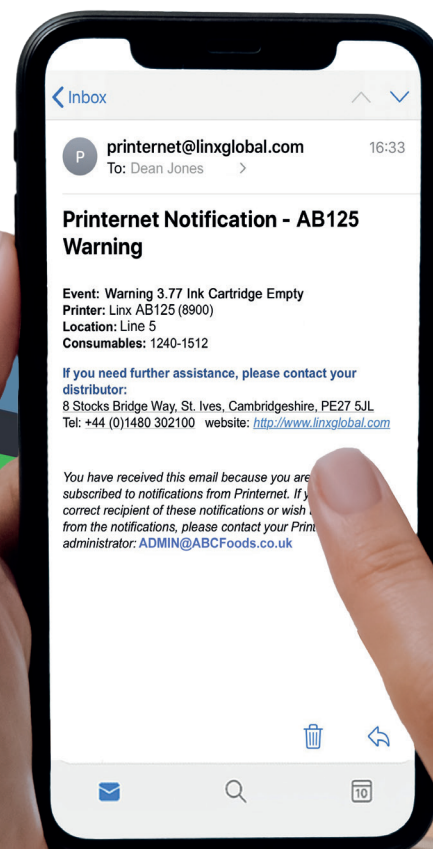 Inbox
P
printernet@linxglobal.com 16:33
To: Dean Jones >
Printernet Notification - AB125
Warning
Event: Warning 3.77 Ink Cartridge Empty
Printer: Linx AB125 (8900)
Location: Line 5
Consumables: 1240-1512
If you need further assistance, please contact your
distributor:
8 Stocks Bridge Way, St. Ives, Cambridgeshire, PE27 5JL
Tel: +44 (0)1480 302100 website: http://www.linxglobal.com
You have received this email because you are
subscribed to notifications from Printernet. If
correct recipient of these notifications or wish
from the notifications, please contact your
administrator: ADMIN@ABCFoods.co.uk
10